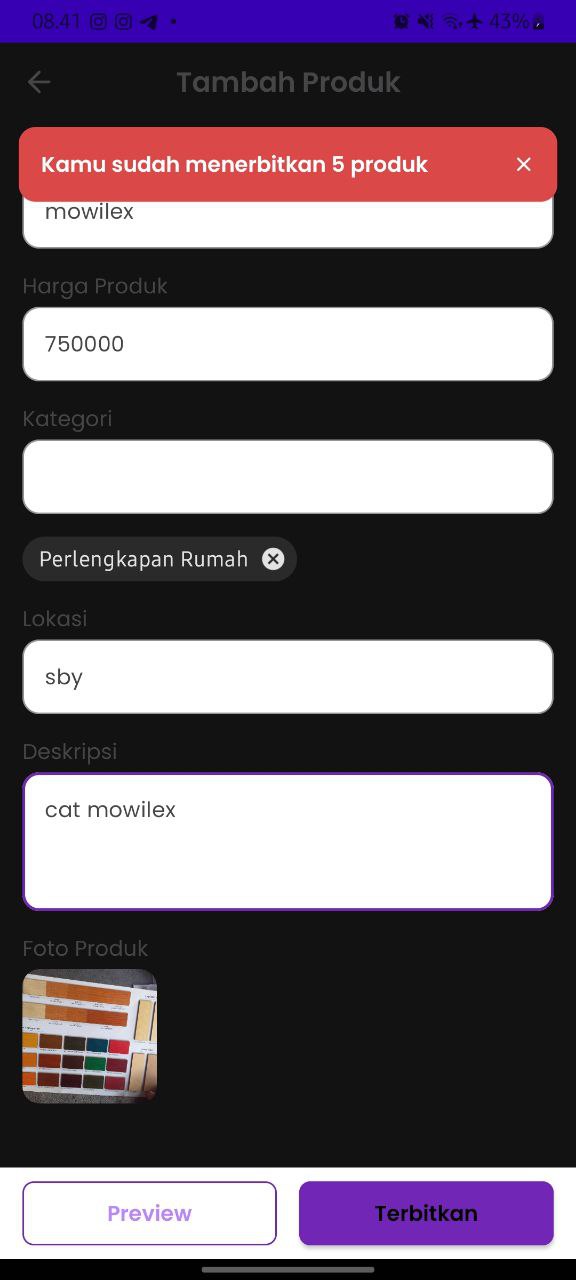 08.41
43%
Tambah Produk
Kamu sudah menerbitkan 5 produk
mowilex
Harga Produk
750000
Kategori
Perlengkapan Rumah
Lokasi
sby
Deskripsi
cat mowilex
Foto Produk
Preview
Terbitkan